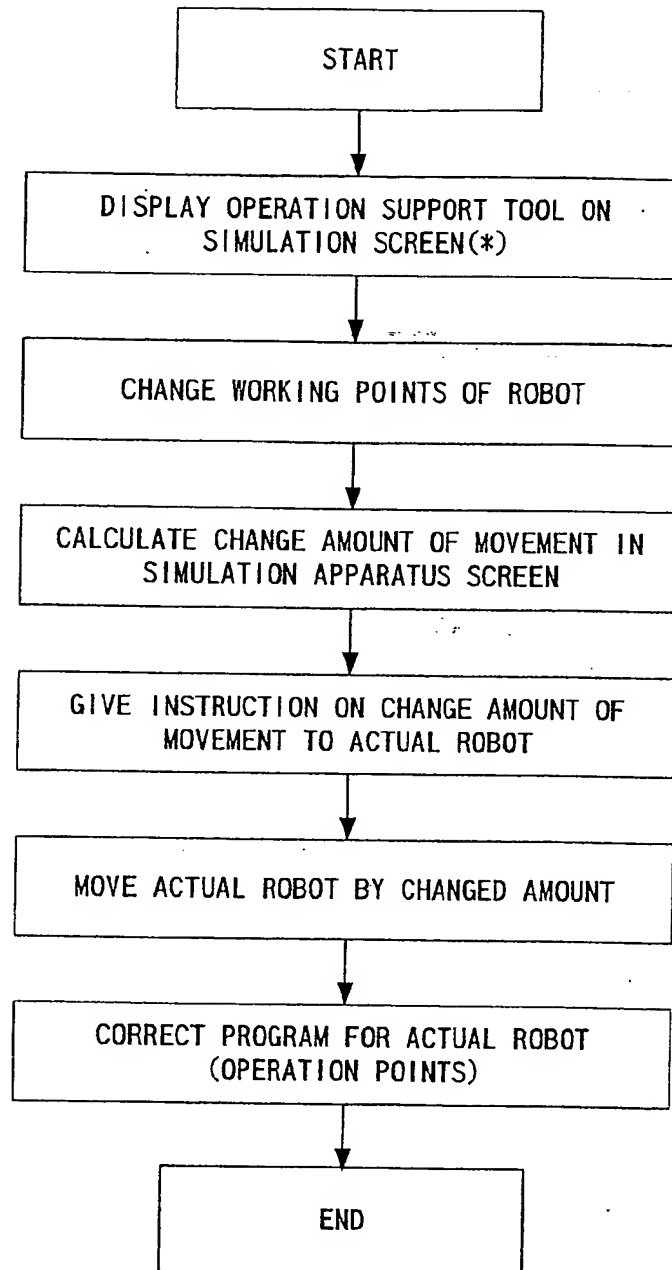 START
DISPLAY OPERATION SUPPORT TOOL ON
SIMULATION SCREEN(*)
CHANGE WORKING POINTS OF ROBOT
CALCULATE CHANGE AMOUNT OF MOVEMENT IN
SIMULATION APPARATUS SCREEN
GIVE INSTRUCTION ON CHANGE AMOUNT OF
MOVEMENT TO ACTUAL ROBOT
MOVE ACTUAL ROBOT BY CHANGED AMOUNT
CORRECT PROGRAM FOR ACTUAL ROBOT
(OPERATION POINTS)
END